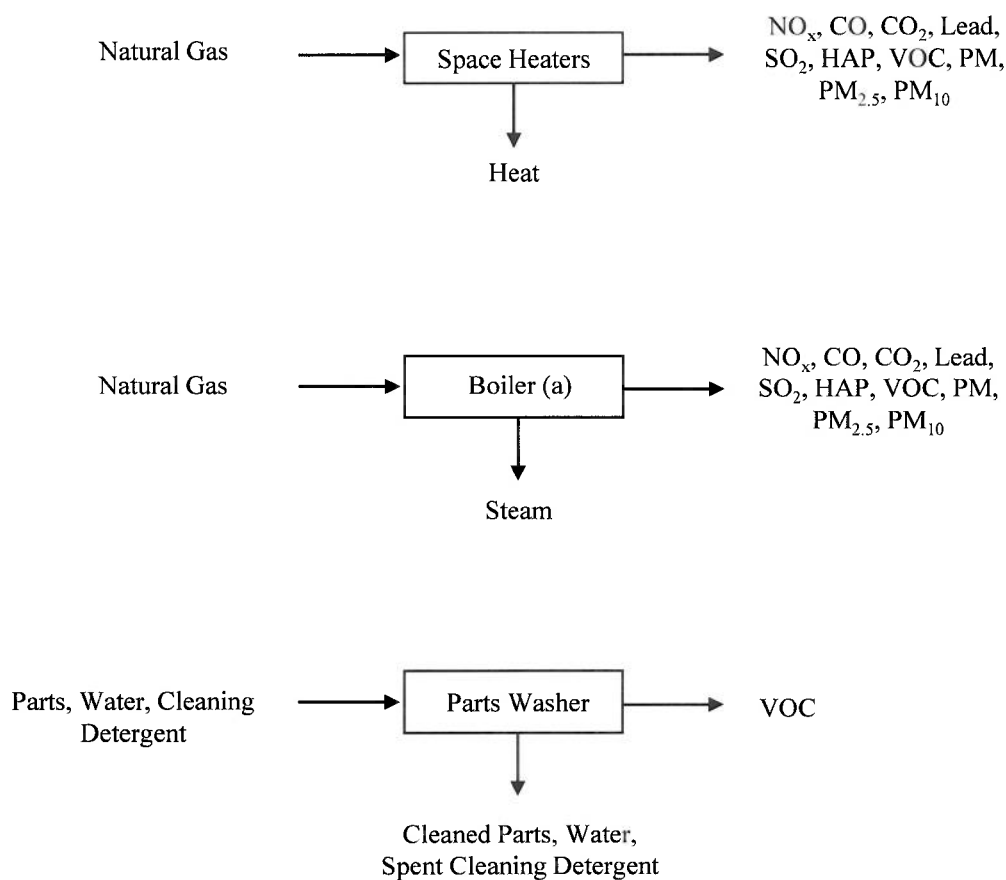 Natural Gas
Space Heaters
NOₓ, CO, CO₂, Lead,
SO₂, HAP, VOC, PM,
PM₂.₅, PM₁₀
Heat
Natural Gas
Boiler (a)
NOₓ, CO, CO₂, Lead,
SO₂, HAP, VOC, PM,
PM₂.₅, PM₁₀
Steam
Parts, Water, Cleaning
Detergent
Parts Washer
VOC
Cleaned Parts, Water,
Spent Cleaning Detergent